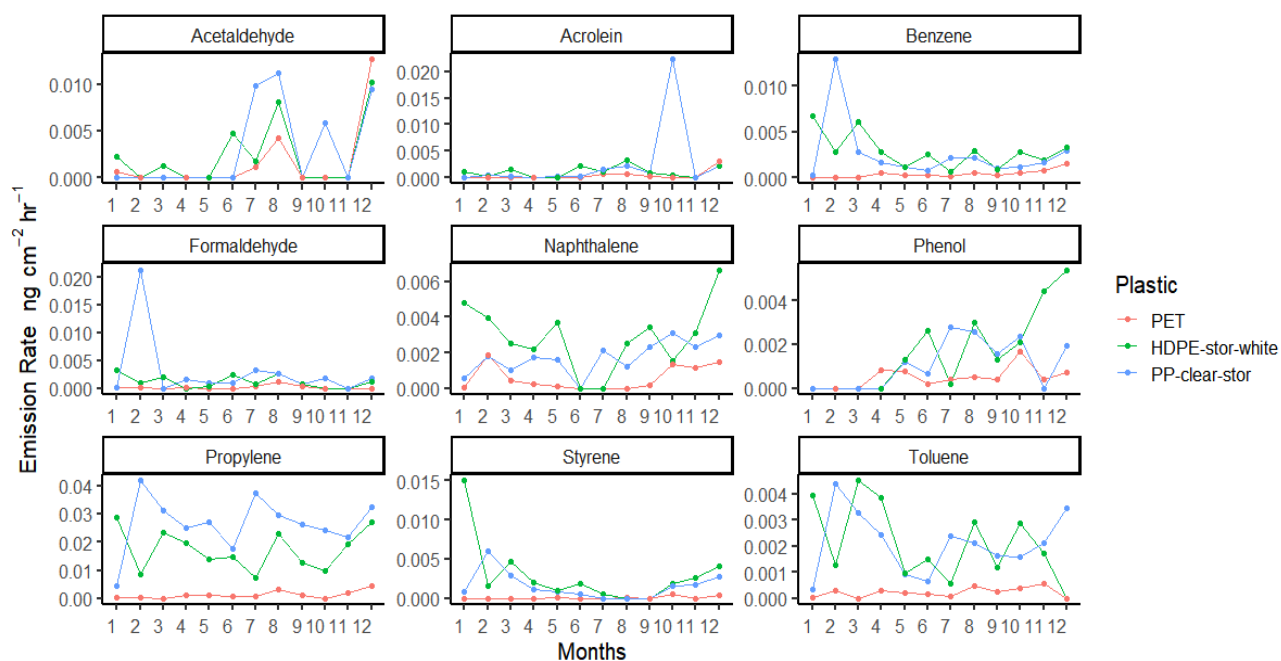 Emission Rate ng cm⁻² hr⁻¹
Acetaldehyde
0.010
0.005
0.000
1 2 3 4 5 6 7 8 9 10 11 12
Acrolein
0.020
0.015
0.010
0.005
0.000
1 2 3 4 5 6 7 8 9 10 11 12
Benzene
0.010
0.005
0.000
1 2 3 4 5 6 7 8 9 10 11 12
Formaldehyde
0.020
0.015
0.010
0.005
0.000
1 2 3 4 5 6 7 8 9 10 11 12
Naphthalene
0.006
0.004
0.002
0.000
1 2 3 4 5 6 7 8 9 10 11 12
Phenol
0.004
0.002
0.000
1 2 3 4 5 6 7 8 9 10 11 12
Propylene
0.04
0.03
0.02
0.01
0.00
1 2 3 4 5 6 7 8 9 10 11 12
Styrene
0.015
0.010
0.005
0.000
1 2 3 4 5 6 7 8 9 10 11 12
Toluene
0.004
0.003
0.002
0.001
0.000
1 2 3 4 5 6 7 8 9 10 11 12
Months
Plastic
PET
HDPE-stor-white
PP-clear-stor